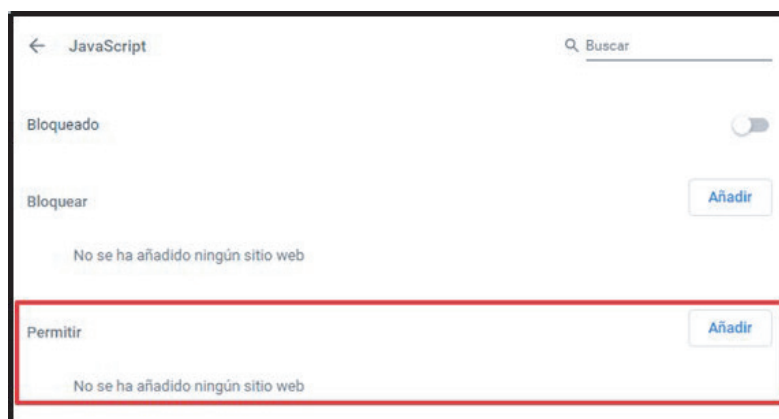 JavaScript
Buscar
Bloqueado
Bloquear
Añadir
No se ha añadido ningún sitio web
Permitir
Añadir
No se ha añadido ningún sitio web